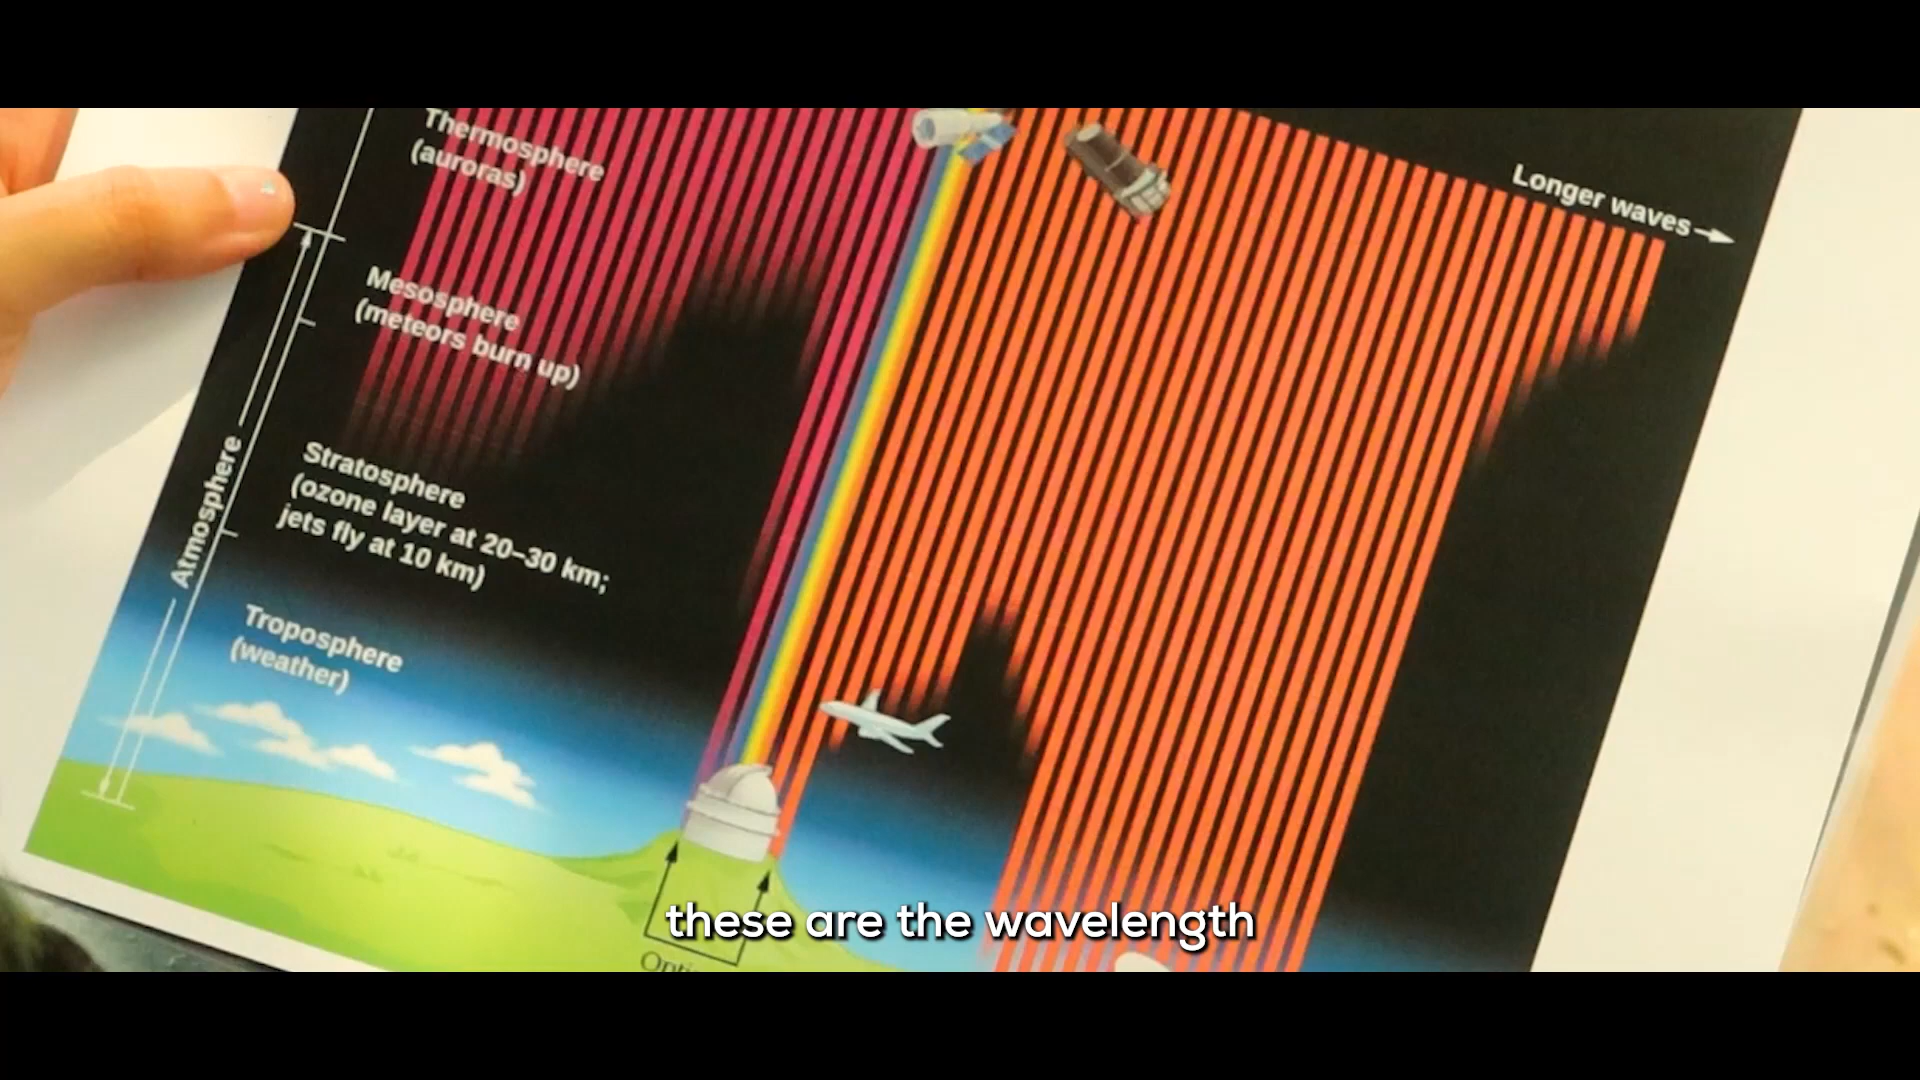 Thermosphere
(auroras)
Longer waves
Mesosphere
(meteors burn up)
Atmosphere
Stratosphere
(ozone layer at 20–30 km;
jets fly at 10 km)
Troposphere
(weather)
these are the wavelength